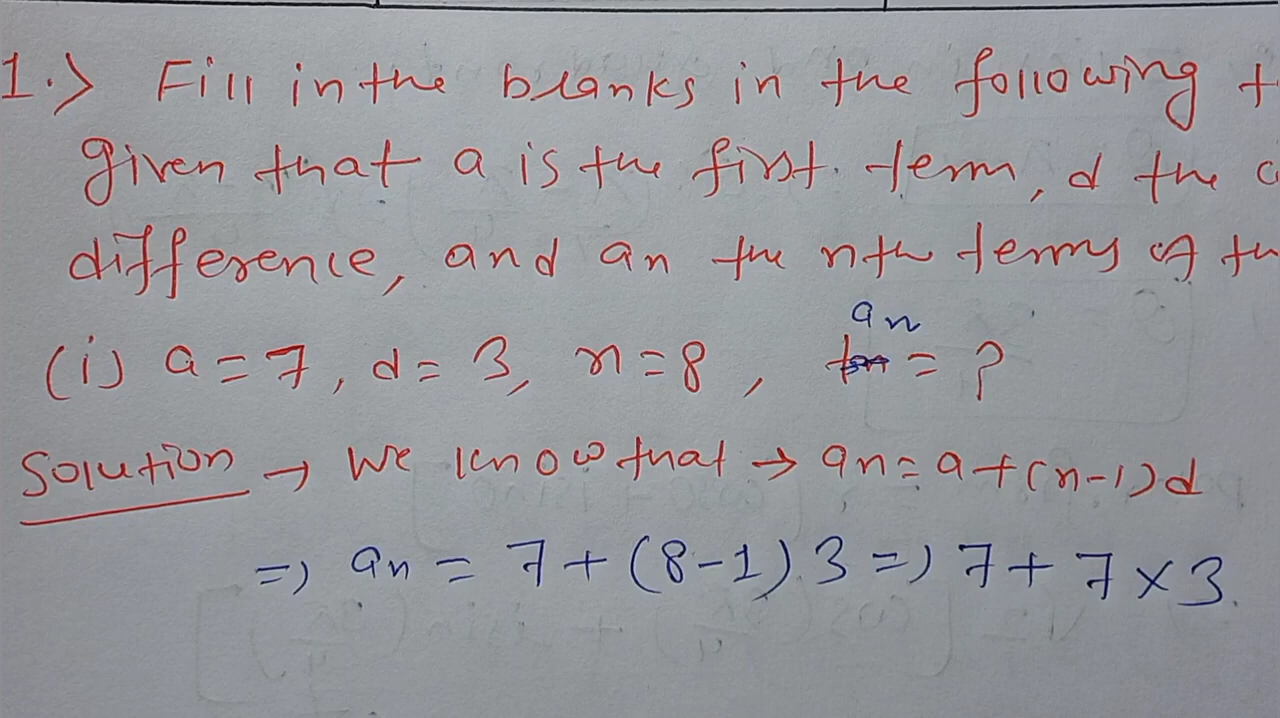 1.> Fill in the blanks in the following t
given that a is the first term, d the c
difference, and an the nth terms of th
(i) a = 7, d = 3, n = 8, an = ?
Solution → We know that → an = a + (n-1)d
=> an = 7 + (8-1) 3 => 7 + 7 × 3.